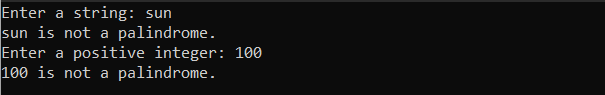 Enter a string: sun
sun is not a palindrome.
Enter a positive integer: 100
100 is not a palindrome.